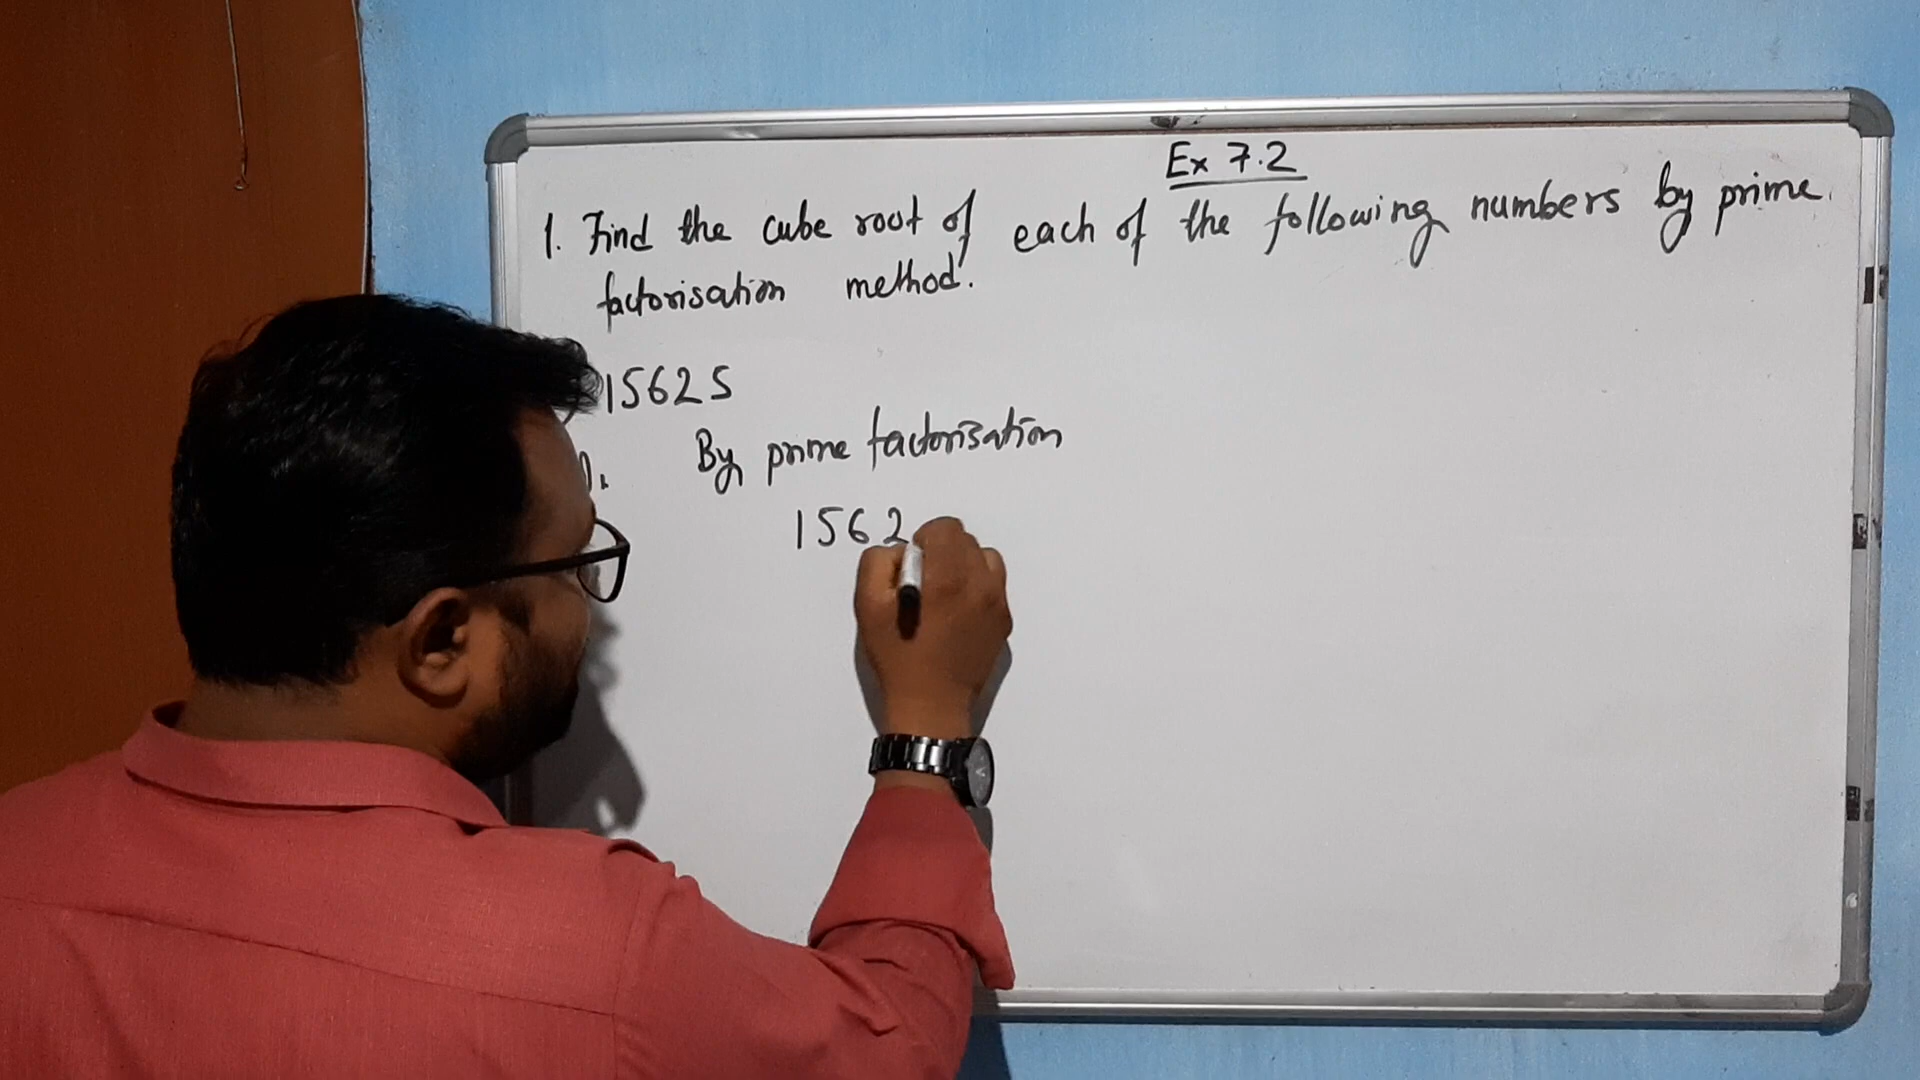 Ex 7.2
1. Find the cube root of each of the following numbers by prime
factorisation method.
15625
By prime factorisation
1562